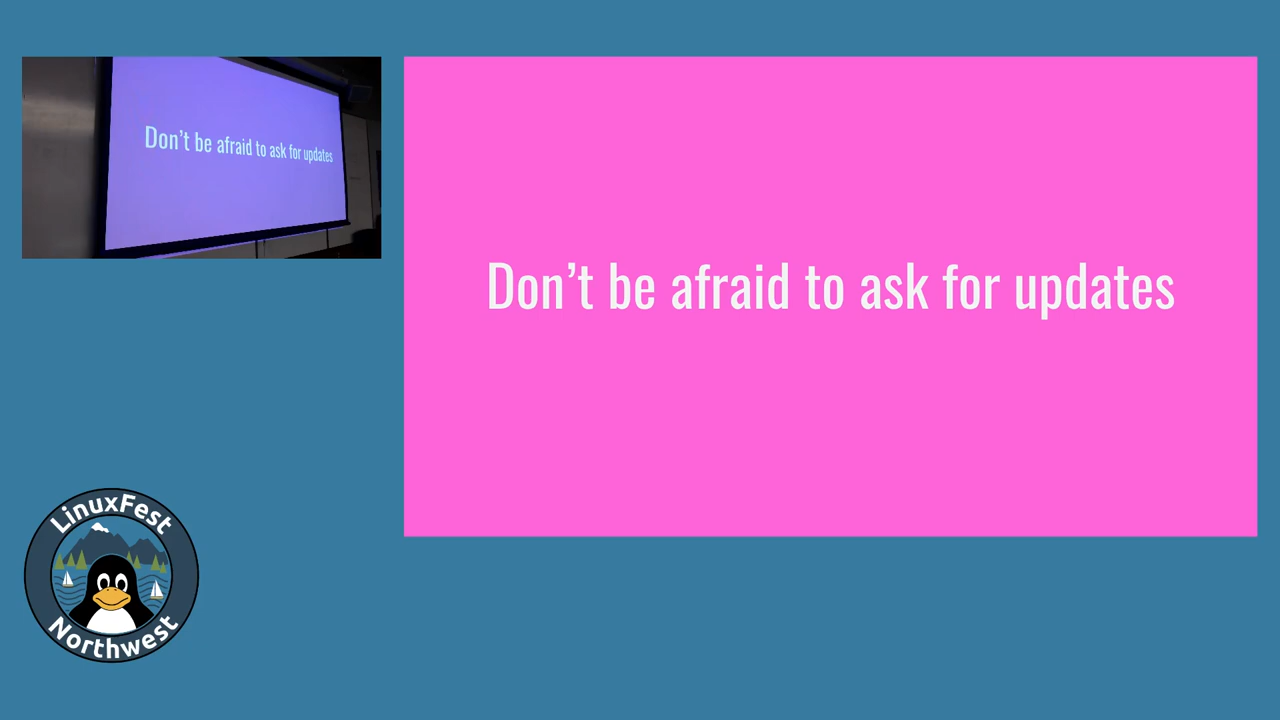 Don't be afraid to ask for updates
Don't be afraid to ask for updates
LinuxFest
Northwest